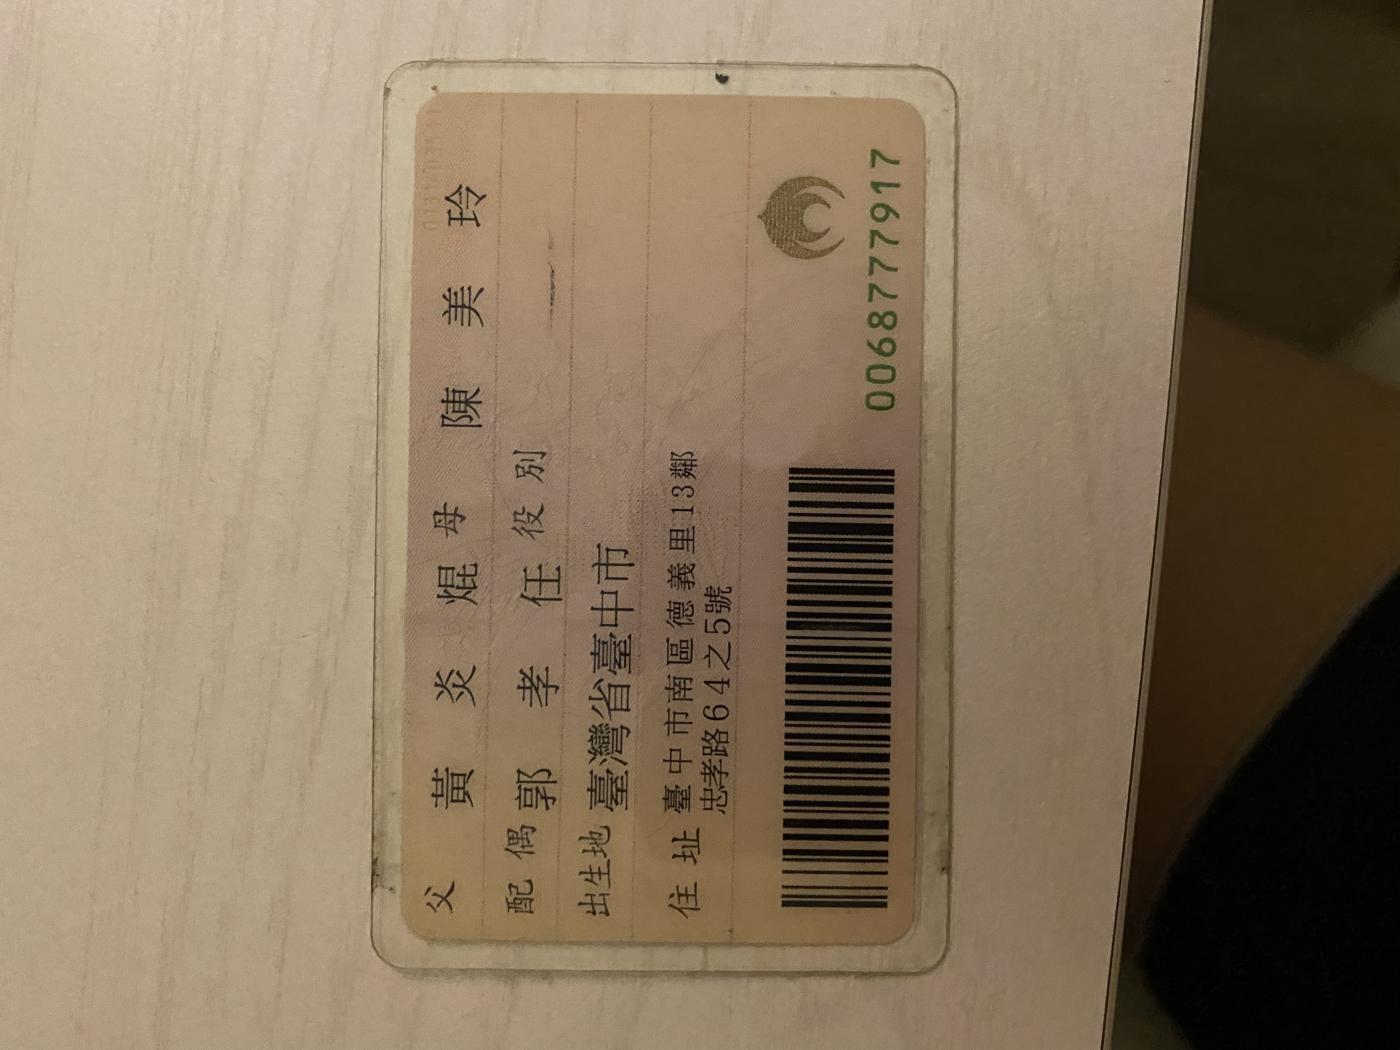 父 黃炎焜 母 陳美玲
配偶 郭孝任 役別
出生地 臺灣省臺中市
住址 臺中市南區德義里13鄰
忠孝路64之5號
0068777917